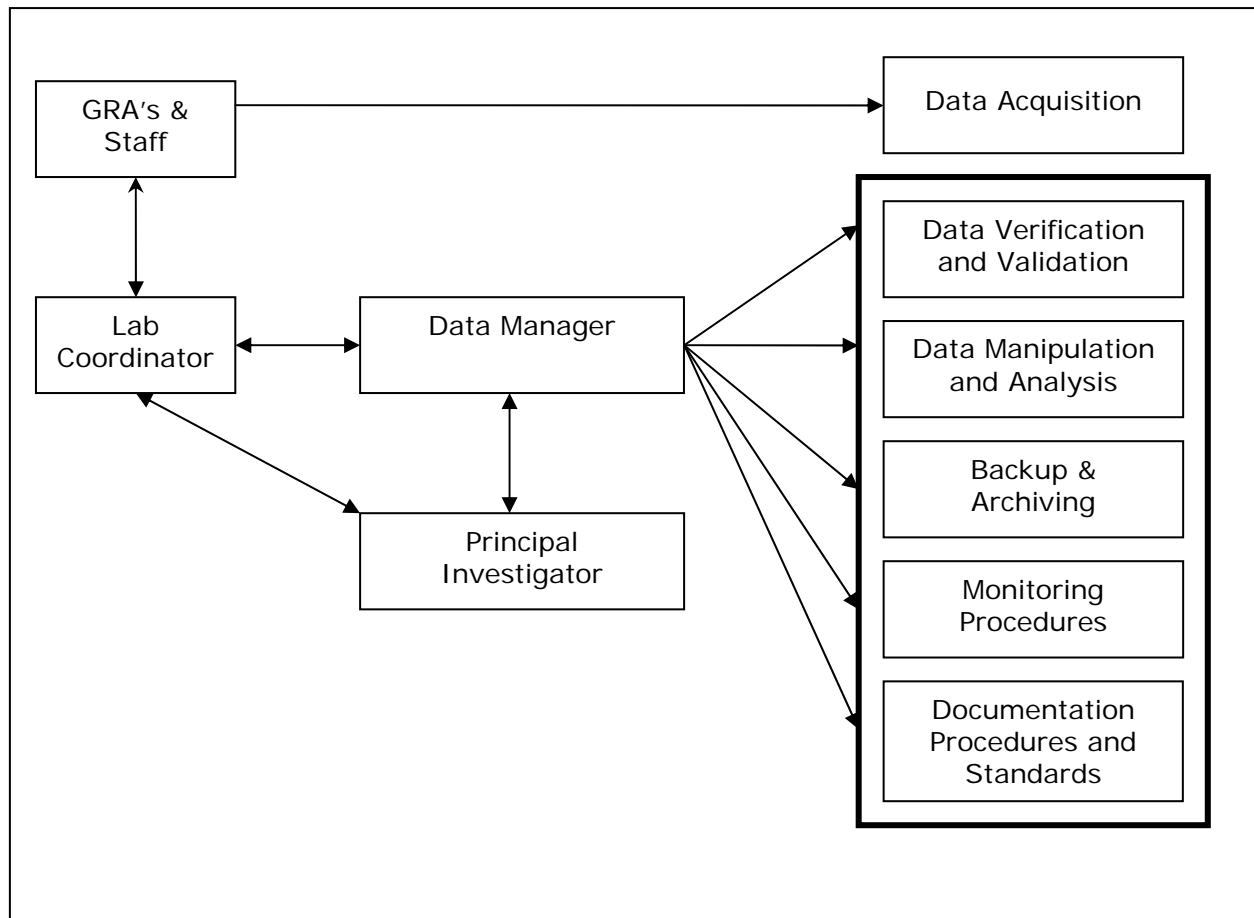 GRA's &
Staff
Data Acquisition
Data Verification
and Validation
Lab
Coordinator
Data Manager
Data Manipulation
and Analysis
Backup &
Archiving
Principal
Investigator
Monitoring
Procedures
Documentation
Procedures and
Standards